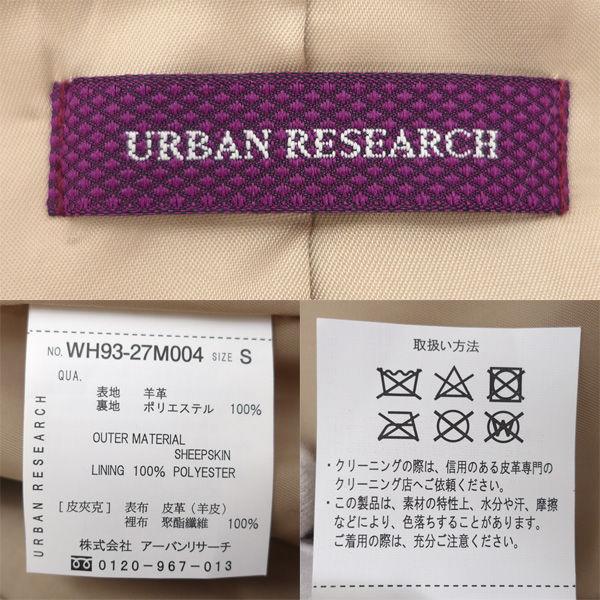 URBAN RESEARCH
NO. WH93-27M004 SIZE S
QUA.
表地 羊革
裏地 ポリエステル 100%
OUTER MATERIAL
SHEEPSKIN
LINING 100% POLYESTER
[皮夾克] 表布 皮革(羊皮)
裡布 聚酯纖維 100%
株式会社 アーバンリサーチ
0120-967-013
URBAN RESEARCH
取扱い方法
W
・クリーニングの際は、信用のある皮革専門の
クリーニング店へご依頼ください。
・この製品は、素材の特性上、水分や汗、摩擦
などにより、色落ちすることがあります。
ご着用の際は、充分ご注意ください。